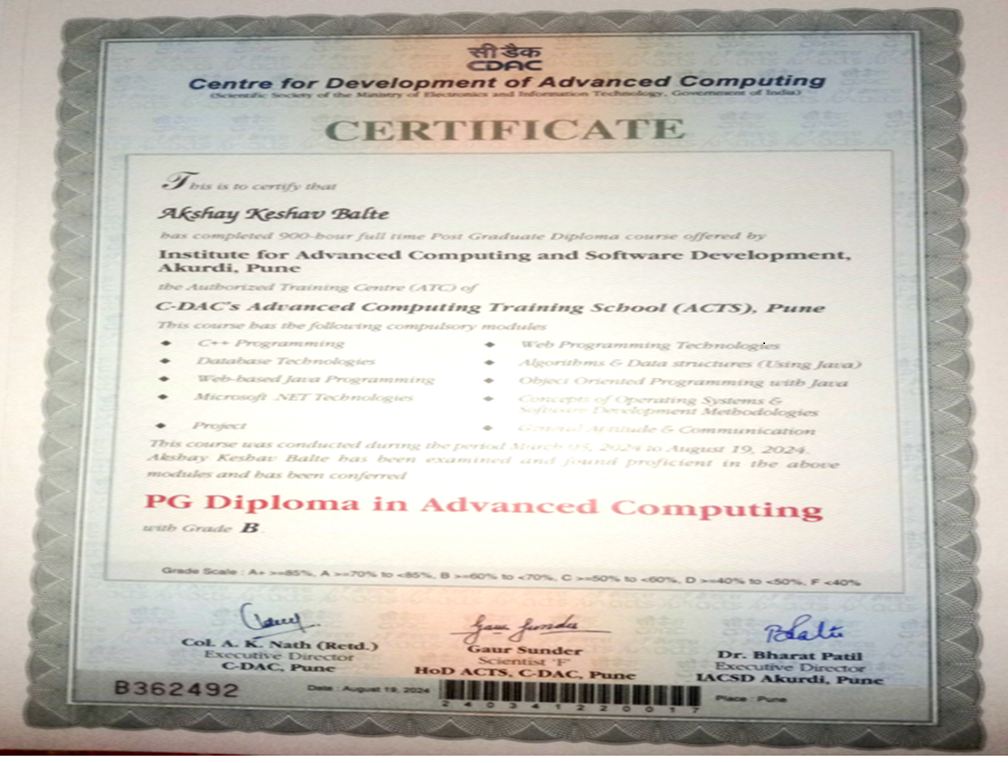 सी डैक
CDAC
Centre for Development of Advanced Computing
(Scientific Society of the Ministry of Electronics and Information Technology, Government of India)
CERTIFICATE
This is to certify that
Akshay Keshav Balte
has completed 900-hour full time Post Graduate Diploma course offered by
Institute for Advanced Computing and Software Development,
Akurdi, Pune
the Authorized Training Centre (ATC) of
C-DAC's Advanced Computing Training School (ACTS), Pune
This course has the following compulsory modules
◆ C++ Programming
◆ Database Technologies
◆ Web-based Java Programming
◆ Microsoft .NET Technologies
◆ Project
◆ Web Programming Technologies
◆ Algorithms & Data structures (Using Java)
◆ Object Oriented Programming with Java
◆ Concepts of Operating Systems &
Software Development Methodologies
◆ General Aptitude & Communication
This course was conducted during the period March 05, 2024 to August 19, 2024.
Akshay Keshav Balte has been examined and found proficient in the above
modules and has been conferred
PG Diploma in Advanced Computing
with Grade B
Grade Scale : A+ >=85%, A >=70% to <85%, B >=60% to <70%, C >=50% to <60%, D >=40% to <50%, F <40%
Col. A. K. Nath (Retd.)
Executive Director
C-DAC, Pune
Gaur Sunder
Gaur Sunder
Scientist 'F'
HoD ACTS, C-DAC, Pune
Dr. Bharat Patil
Executive Director
IACSD Akurdi, Pune
B362492
Date : August 19, 2024
240341220017
Place : Pune